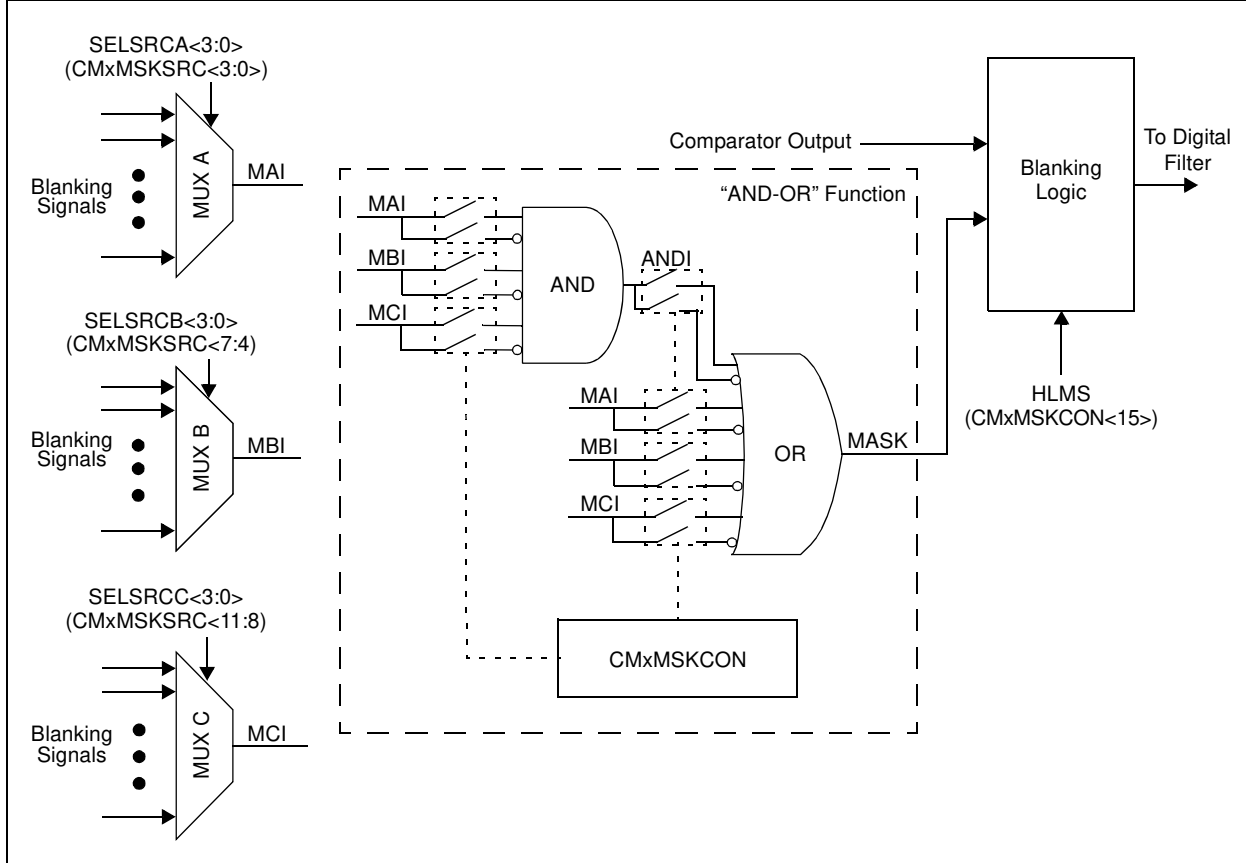 SELSRCA<3:0>
(CMxMSKSRC<3:0>)
MUX A
Blanking
Signals
MAI
SELSRCB<3:0>
(CMxMSKSRC<7:4)
MUX B
Blanking
Signals
MBI
SELSRCC<3:0>
(CMxMSKSRC<11:8)
MUX C
Blanking
Signals
MCI
“AND-OR” Function
MAI
MBI
MCI
AND
ANDI
MAI
MBI
MCI
OR
MASK
CMxMSKCON
Comparator Output
Blanking
Logic
To Digital
Filter
HLMS
(CMxMSKCON<15>)